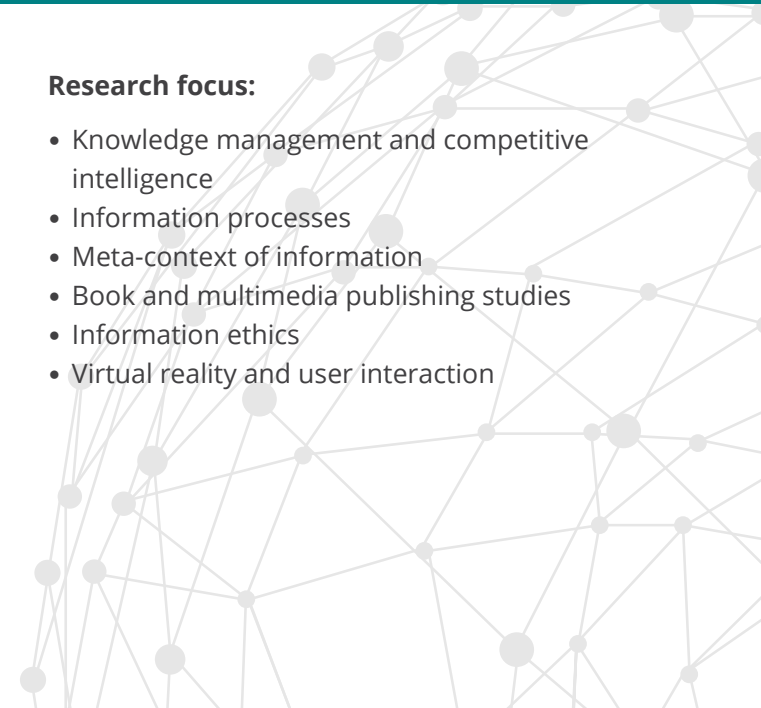 Research focus:
• Knowledge management and competitive
intelligence
• Information processes
• Meta-context of information
• Book and multimedia publishing studies
• Information ethics
• Virtual reality and user interaction